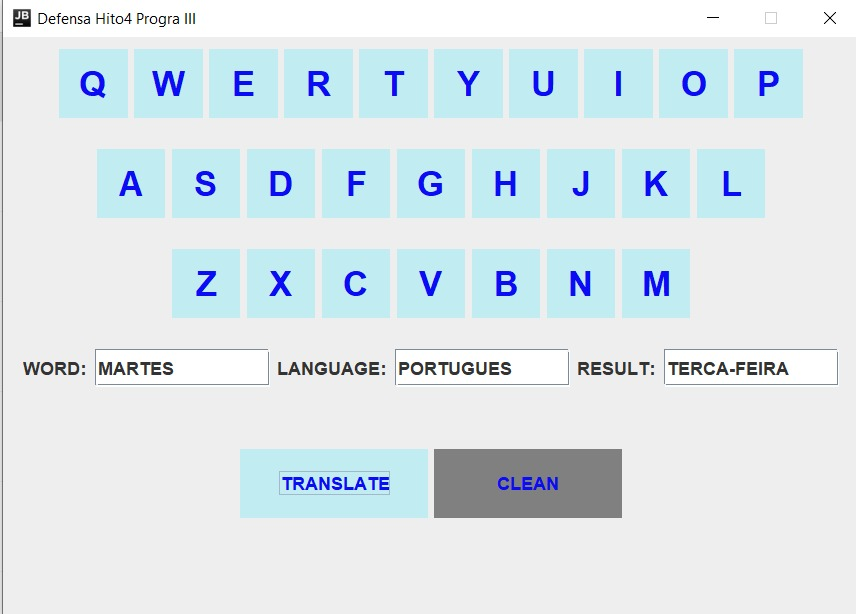 JB Defensa Hito4 Progra III
Q W E R T Y U I O P
A S D F G H J K L
Z X C V B N M
WORD: MARTES LANGUAGE: PORTUGUES RESULT: TERCA-FEIRA
TRANSLATE CLEAN